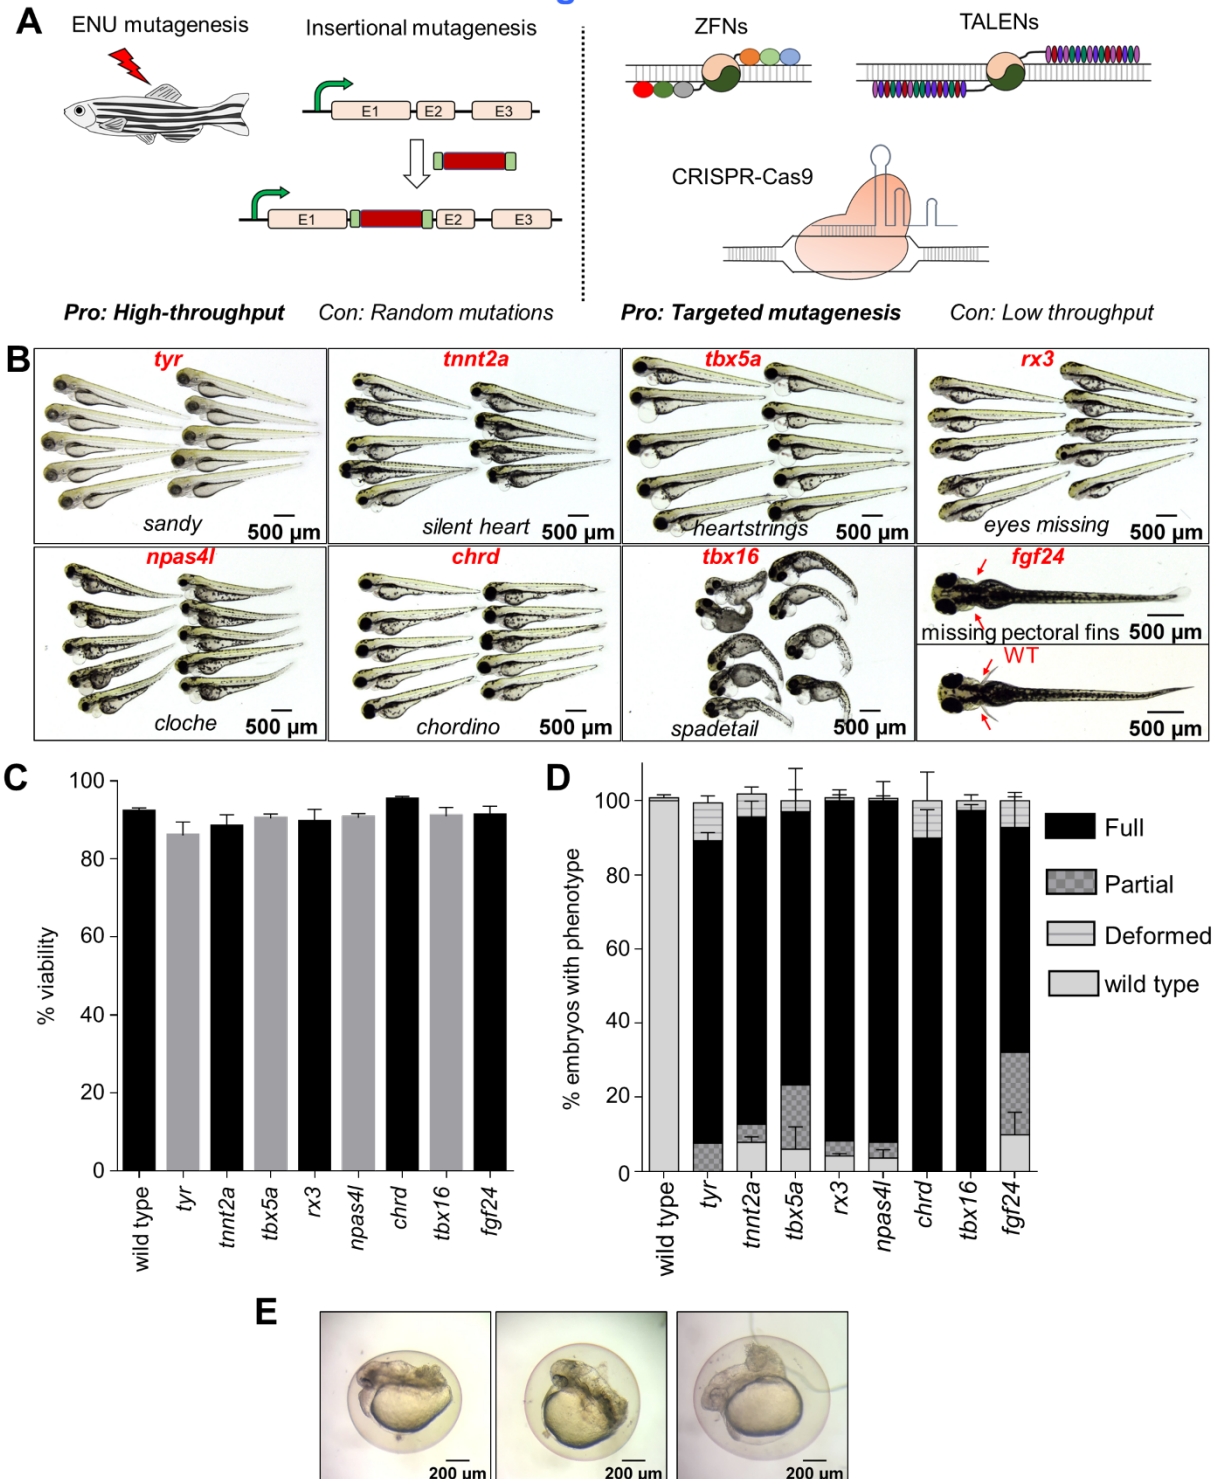 A
ENU mutagenesis
Insertional mutagenesis
E1 E2 E3
E1 E2 E3
ZFNs
TALENs
CRISPR-Cas9
Pro: High-throughput Con: Random mutations
Pro: Targeted mutagenesis Con: Low throughput
B
tyr
sandy
500 µm
tnnt2a
silent heart
500 µm
tbx5a
heartstrings
500 µm
rx3
eyes missing
500 µm
npas4l
cloche
500 µm
chrd
chordino
500 µm
tbx16
spadetail
500 µm
fgf24
missing pectoral fins 500 µm
WT
500 µm
C
% viability
100
80
60
40
20
0
wild type
tyr
tnnt2a
tbx5a
rx3
npas4l
chrd
tbx16
fgf24
D
% embryos with phenotype
100
80
60
40
20
0
wild type
tyr
tnnt2a
tbx5a
rx3
npas4l
chrd
tbx16
fgf24
Full
Partial
Deformed
wild type
E
200 µm
200 µm
200 µm